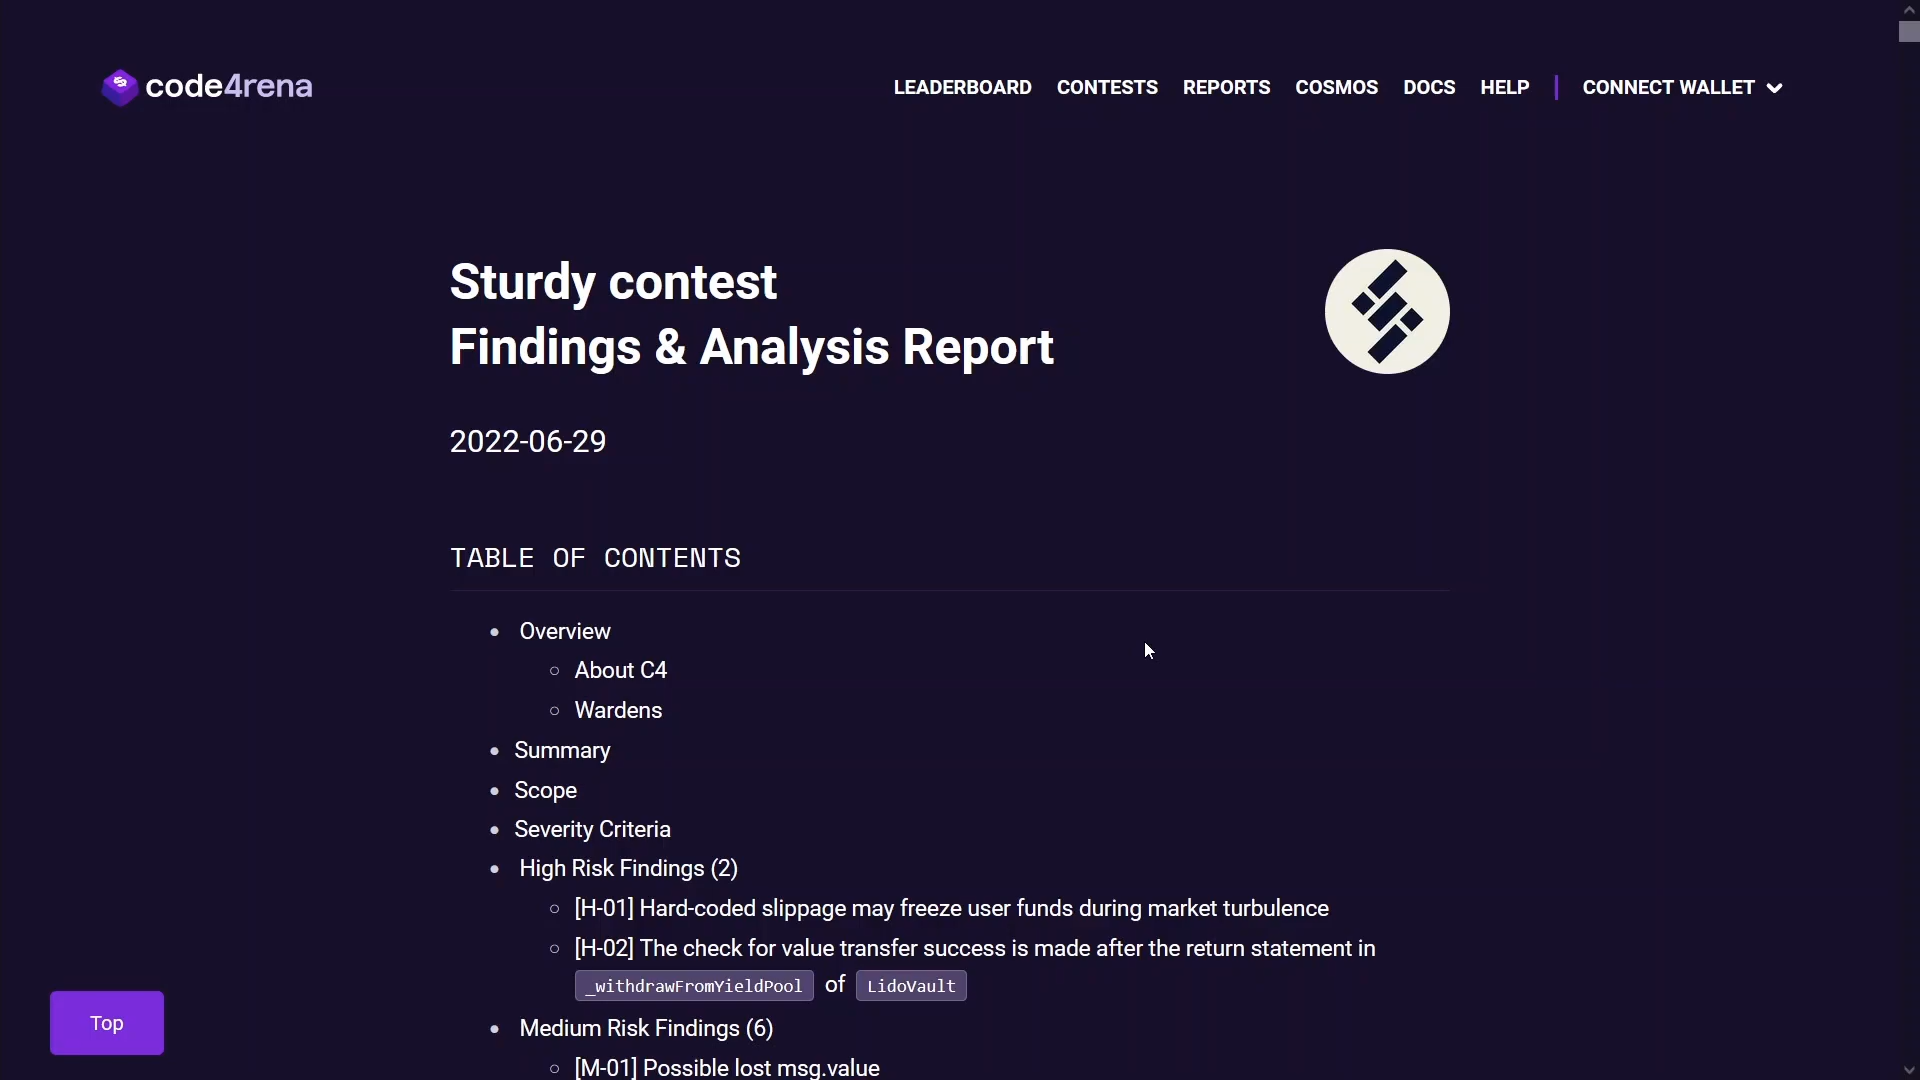 code4rena
LEADERBOARD CONTESTS REPORTS COSMOS DOCS HELP CONNECT WALLET
Sturdy contest
Findings & Analysis Report
2022-06-29
TABLE OF CONTENTS
Overview
About C4
Wardens
Summary
Scope
Severity Criteria
High Risk Findings (2)
[H-01] Hard-coded slippage may freeze user funds during market turbulence
[H-02] The check for value transfer success is made after the return statement in
_withdrawFromYieldPool of LidoVault
Medium Risk Findings (6)
[M-01] Possible lost msg.value
Top